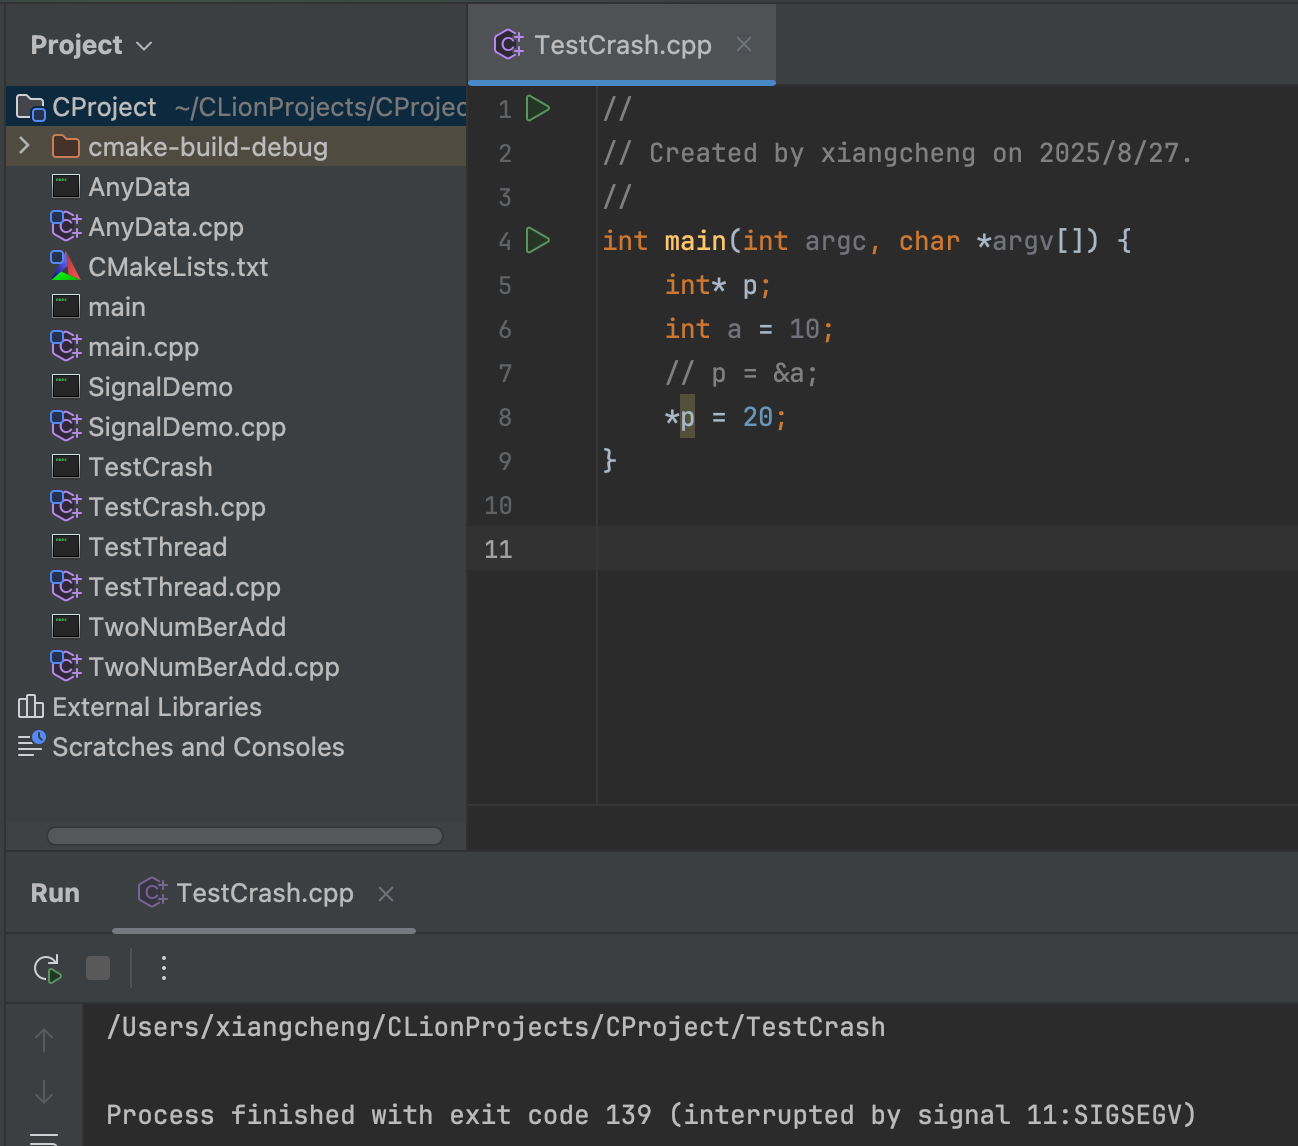 Project
TestCrash.cpp
CProject ~/CLionProjects/CProjec
cmake-build-debug
AnyData
AnyData.cpp
CMakeLists.txt
main
main.cpp
SignalDemo
SignalDemo.cpp
TestCrash
TestCrash.cpp
TestThread
TestThread.cpp
TwoNumBerAdd
TwoNumBerAdd.cpp
External Libraries
Scratches and Consoles
1 //
2 // Created by xiangcheng on 2025/8/27.
3 //
4 int main(int argc, char *argv[]) {
5     int* p;
6     int a = 10;
7     // p = &a;
8     *p = 20;
9 }
10
11
Run
TestCrash.cpp
/Users/xiangcheng/CLionProjects/CProject/TestCrash
Process finished with exit code 139 (interrupted by signal 11:SIGSEGV)